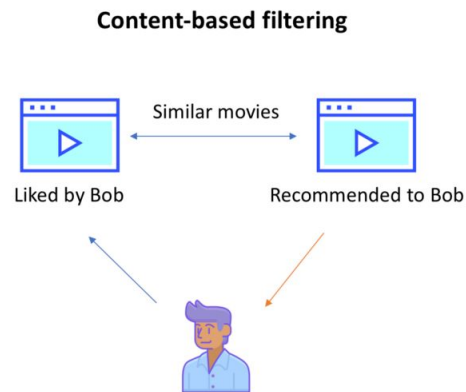 Content-based filtering
Similar movies
Liked by Bob
Recommended to Bob